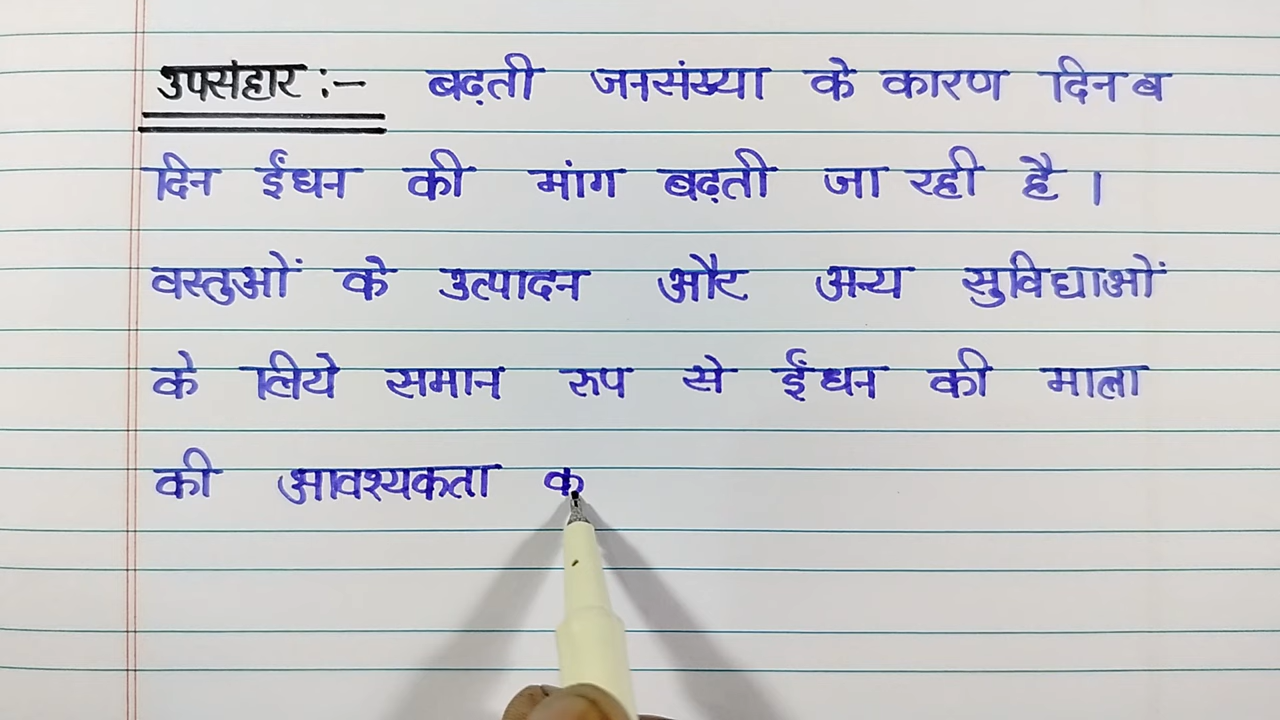 उपसंहार :- बढ़ती जनसंख्या के कारण दिन ब
दिन ईंधन की मांग बढ़ती जा रही है ।
वस्तुओं के उत्पादन और अन्य सुविधाओं
के लिये समान रुप से ईंधन की माला
की आवश्यकता क